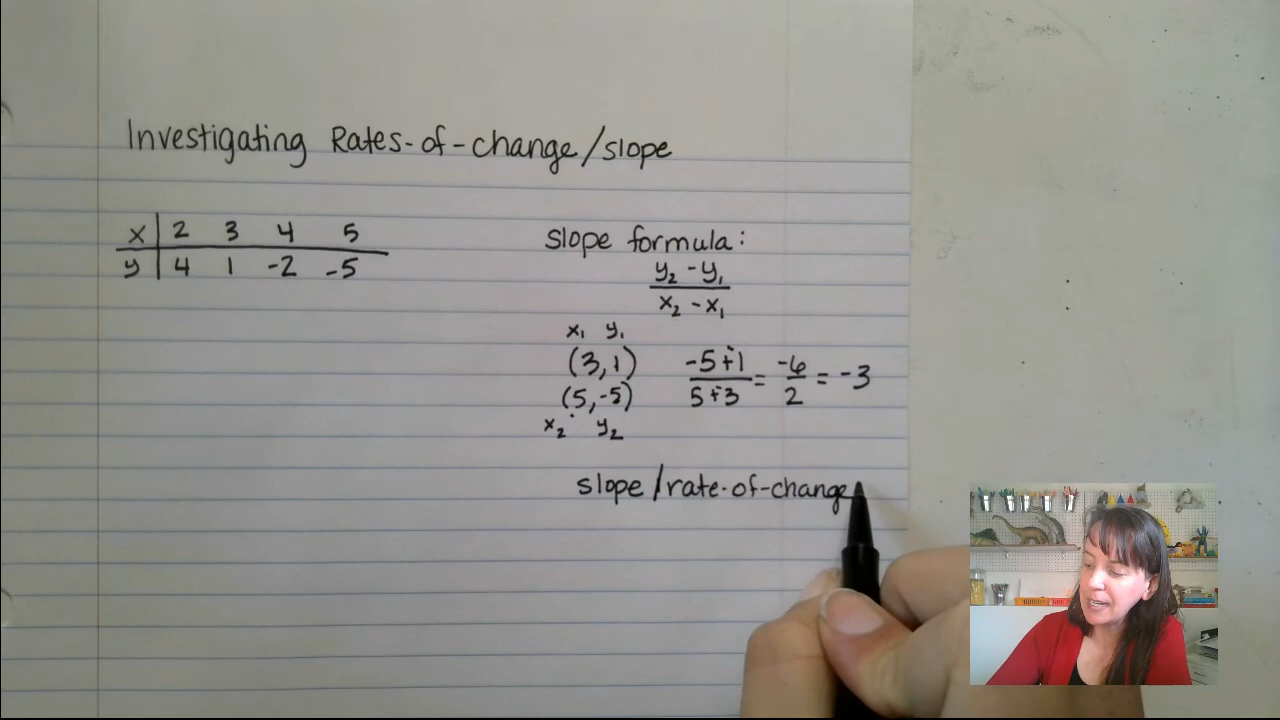 Investigating Rates-of-change/slope
x | 2 3 4 5
y | 4 1 -2 -5
slope formula:
y₂ - y₁
x₂ - x₁
x₁ y₁
(3, 1)
(5, -5)
x₂ y₂
-5 + -1 / 5 + -3 = -6 / 2 = -3
slope/rate-of-change